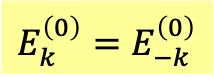 E_k^{(0)} = E_{-k}^{(0)}